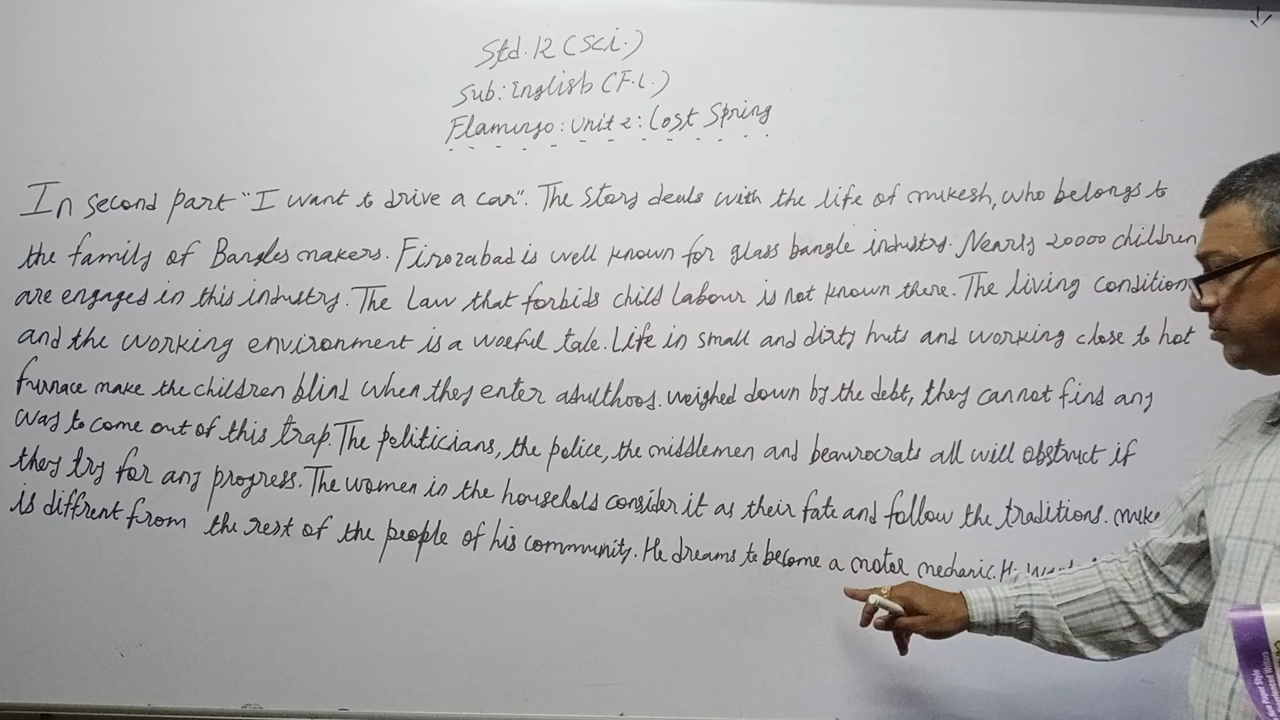 Std. 12 (Sci.)
Sub: English (F.L.)
Flamingo: Unit 2: Lost Spring
In second part "I want to drive a car". The story deals with the life of mukesh, who belongs to
the family of Bangles makers. Firozabad is well known for glass bangle industry. Nearly 20000 children
are engaged in this industry. The law that forbids child labour is not known there. The living condition
and the working environment is a woeful tale. Life in small and dirty huts and working close to hot
furnace make the children blind when they enter adulthood. weighed down by the debt, they cannot find any
way to come out of this trap. The politicians, the police, the middlemen and beaurocrats all will obstruct if
they try for any progress. The women in the household consider it as their fate and follow the traditions. muke
is diffrent from the rest of the people of his community. He dreams to become a motor mechanic.
Paper Style